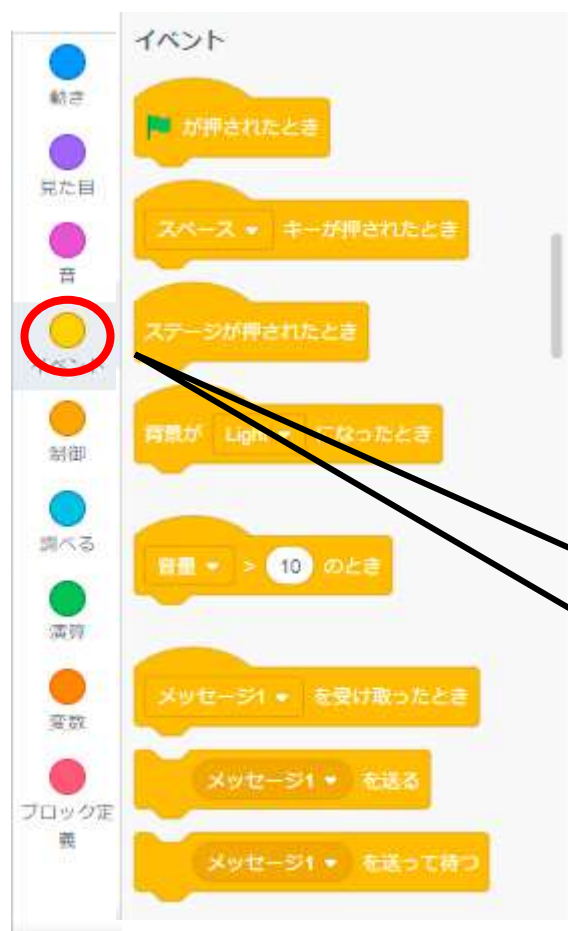 イベント
動き
見た目
音
イベント
制御
調べる
演算
変数
ブロック定
義
が押されたとき
スペース キーが押されたとき
ステージが押されたとき
背景が Light になったとき
音量 > 10 のとき
メッセージ1 を受け取ったとき
メッセージ1 を送る
メッセージ1 を送って待つ